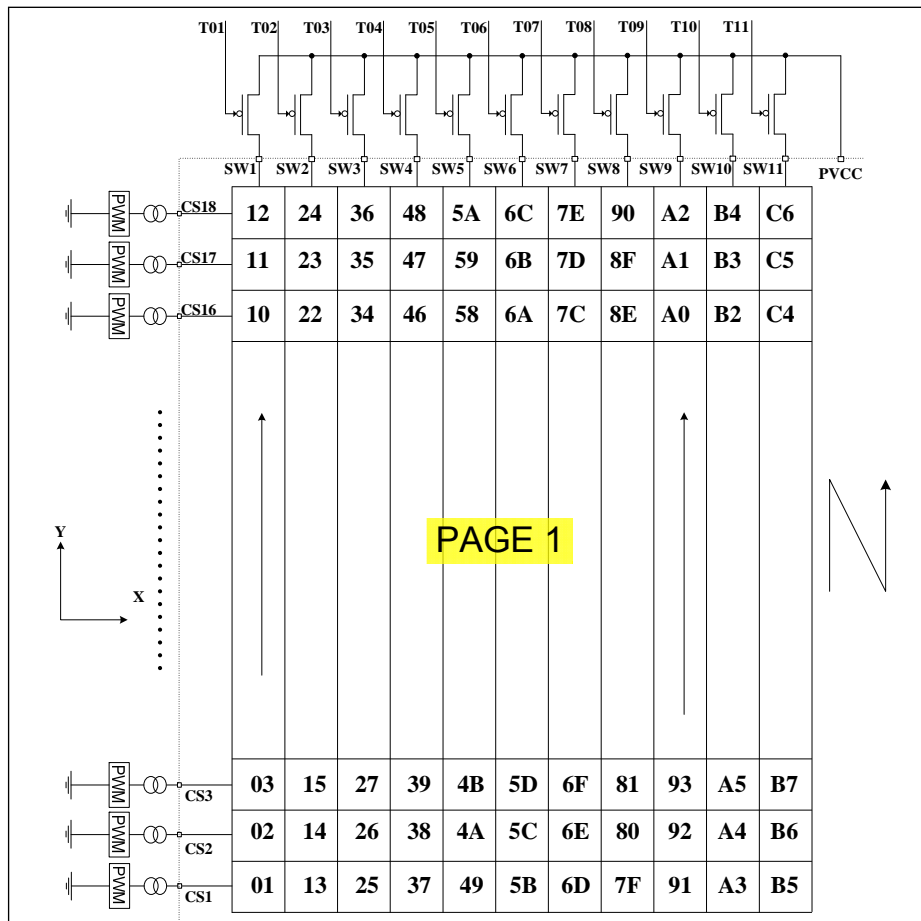 T01 T02 T03 T04 T05 T06 T07 T08 T09 T10 T11
SW1 SW2 SW3 SW4 SW5 SW6 SW7 SW8 SW9 SW10 SW11 PVCC
PWM CS18 12 24 36 48 5A 6C 7E 90 A2 B4 C6
PWM CS17 11 23 35 47 59 6B 7D 8F A1 B3 C5
PWM CS16 10 22 34 46 58 6A 7C 8E A0 B2 C4
Y
X
PAGE 1
PWM CS3 03 15 27 39 4B 5D 6F 81 93 A5 B7
PWM CS2 02 14 26 38 4A 5C 6E 80 92 A4 B6
PWM CS1 01 13 25 37 49 5B 6D 7F 91 A3 B5